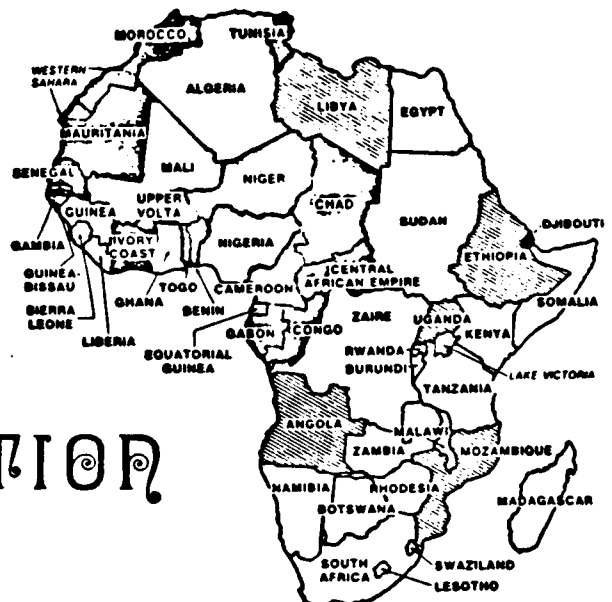 MOROCCO
TUNISIA
WESTERN
SAHARA
ALGERIA
LIBYA
EGYPT
MAURITANIA
MALI
NIGER
CHAD
SUDAN
SENEGAL
GUINEA
UPPER
VOLTA
NIGERIA
DJIBOUTI
ETHIOPIA
GAMBIA
IVORY
COAST
GUINEA-
BISSAU
SIERRA
LEONE
LIBERIA
GHANA
TOGO
BENIN
CAMEROON
CENTRAL
AFRICAN EMPIRE
SOMALIA
EQUATORIAL
GUINEA
GABON
CONGO
ZAIRE
UGANDA
KENYA
RWANDA
BURUNDI
LAKE VICTORIA
TANZANIA
ANGOLA
MALAWI
ZAMBIA
MOZAMBIQUE
TION
NAMIBIA
RHODESIA
BOTSWANA
MADAGASCAR
SOUTH
AFRICA
SWAZILAND
LESOTHO